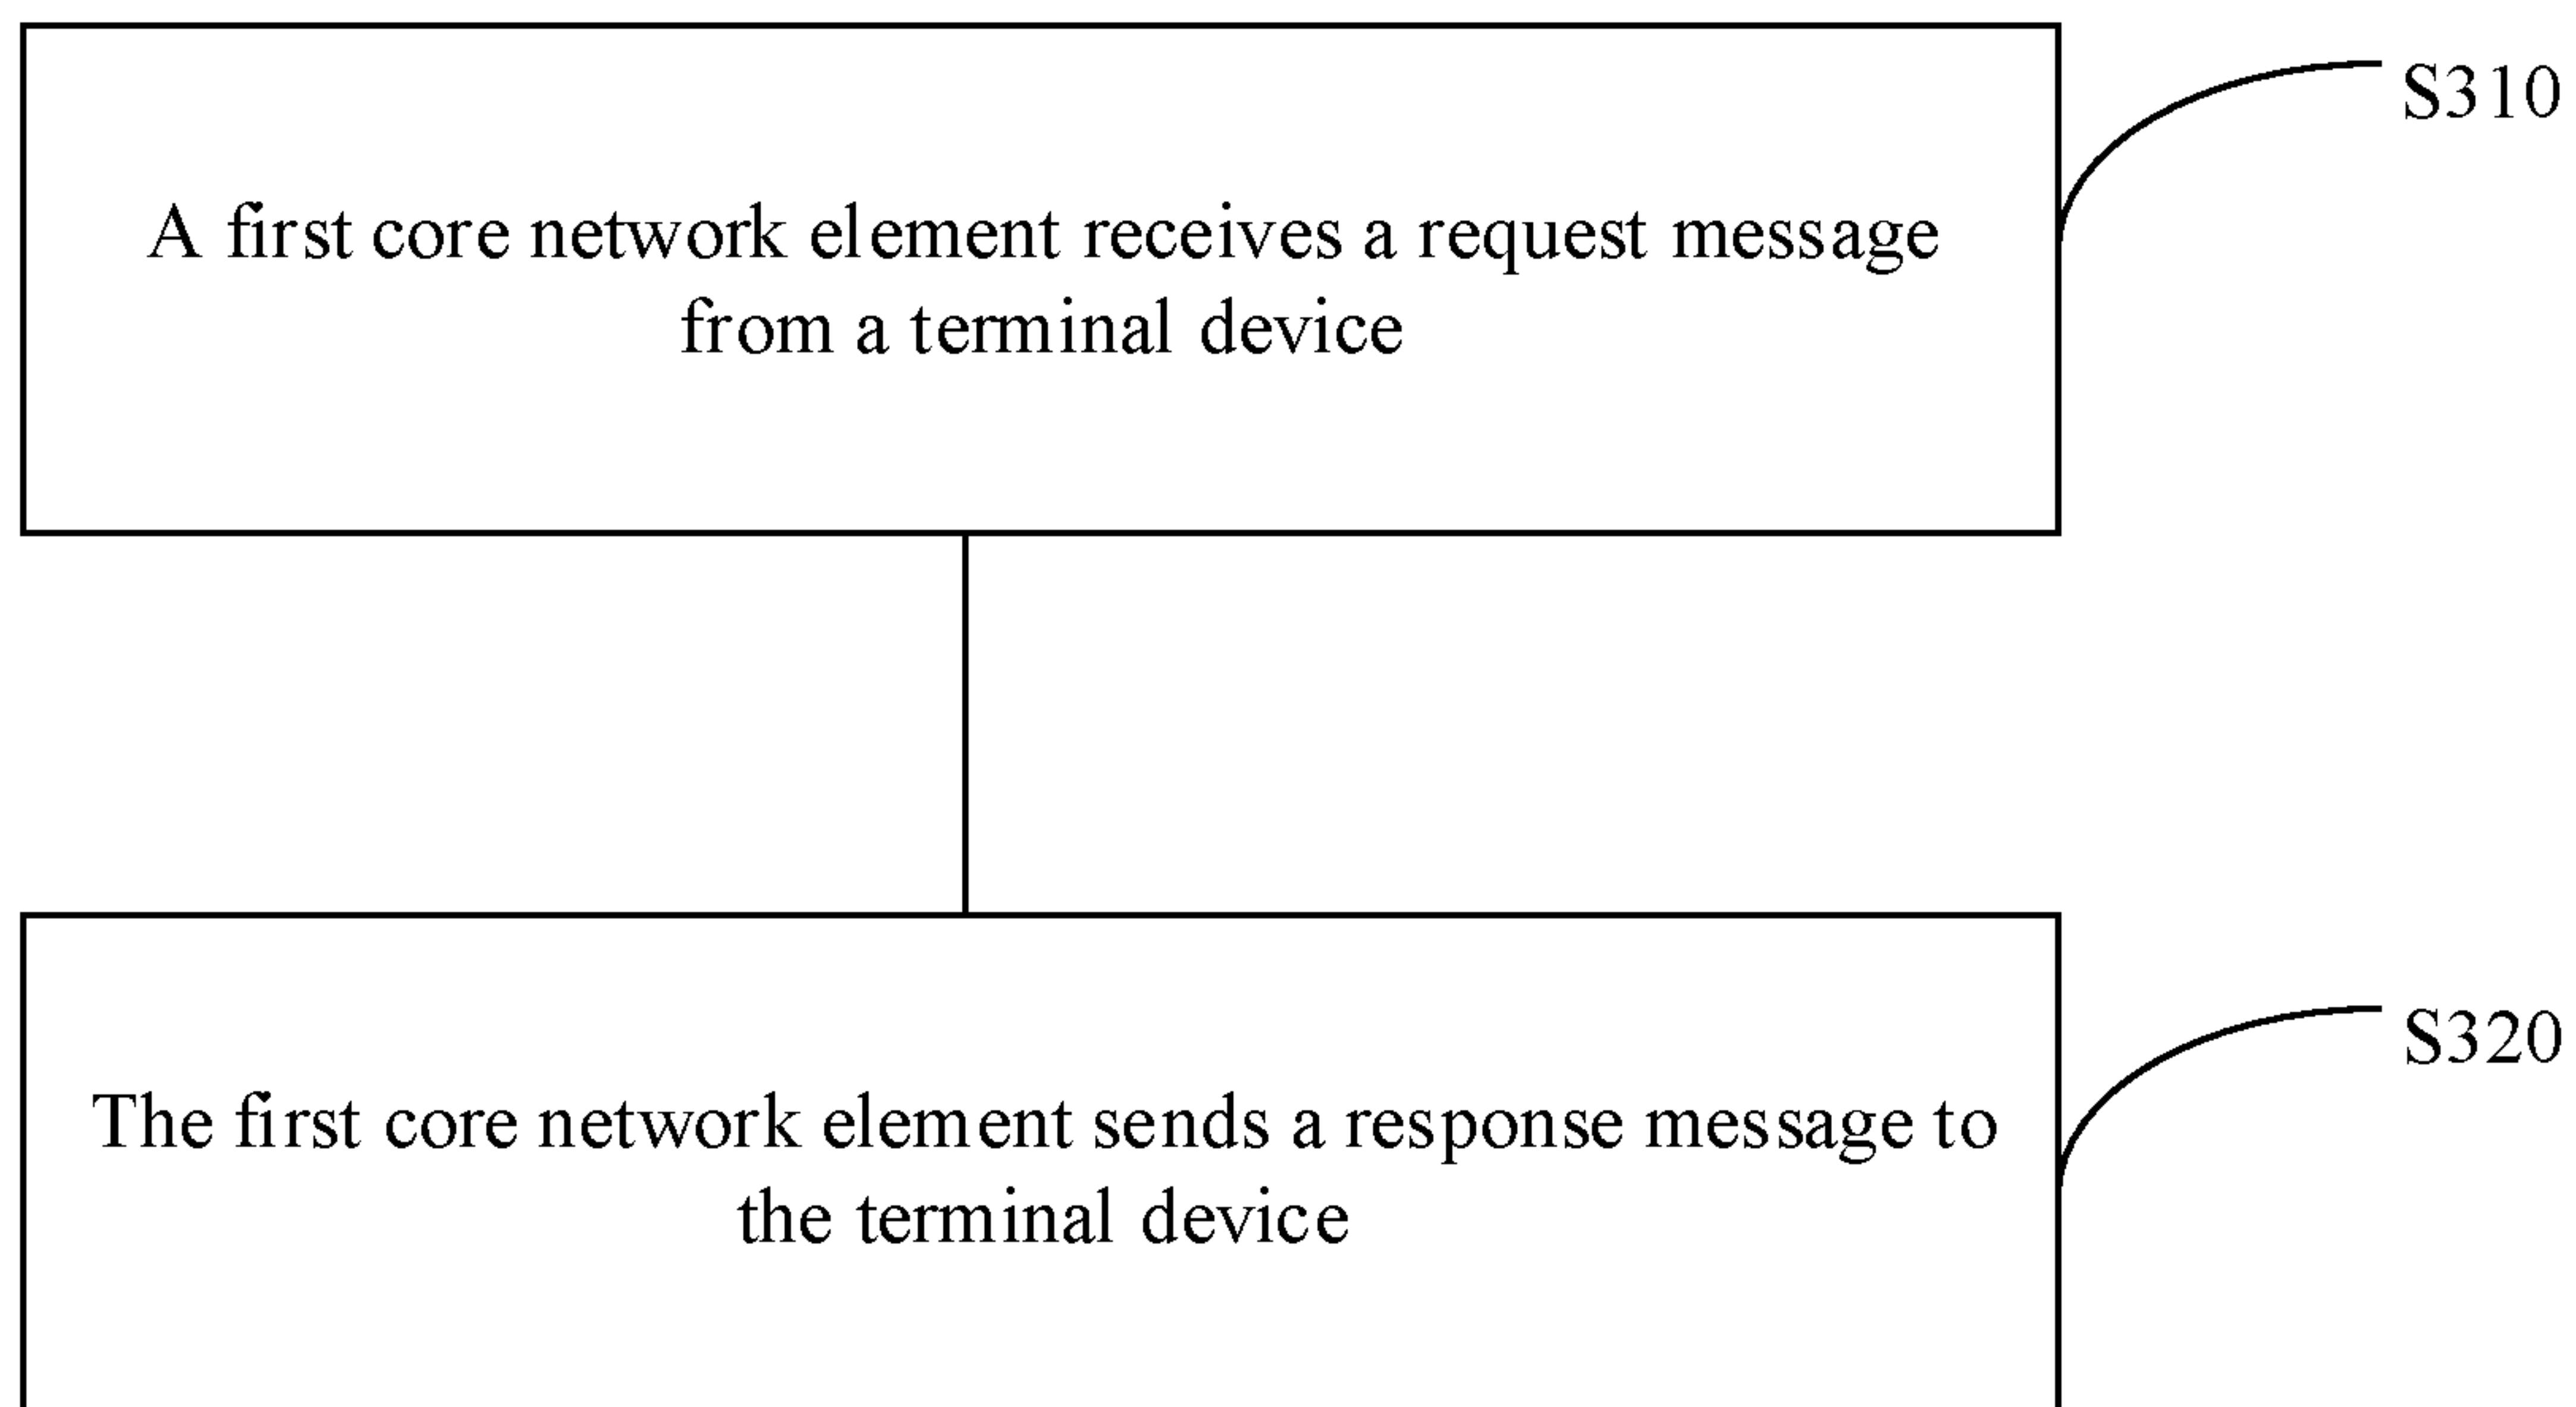 S310
A first core network element receives a request message
from a terminal device
S320
The first core network element sends a response message to
the terminal device